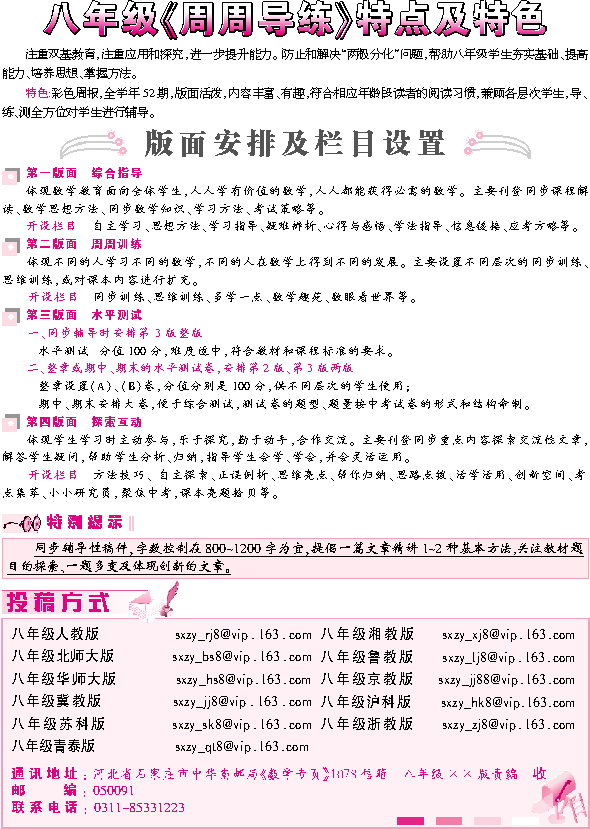 八年级《周周导练》特点及特色
注重双基教育,注重应用和探究,进一步提升能力。防止和解决“两极分化”问题,帮助八年级学生夯实基础、提高
能力、培养思想、掌握方法。
特色:彩色周报,全学年52期,版面活泼,内容丰富、有趣,符合相应年龄段读者的阅读习惯,兼顾各层次学生,导、
练、测全方位对学生进行辅导。
版面安排及栏目设置
第一版面 综合指导
体现数学教育面向全体学生,人人学有价值的数学,人人都能获得必需的数学。主要刊登同步课程解
读、数学思想方法、同步数学知识、学习方法、考试策略等。
开设栏目 自主学习、思想方法、学习指导、疑难辨析、心得与感悟、学法指导、信息链接、应考方略等。
第二版面 周周训练
体现不同的人学习不同的数学,不同的人在数学上得到不同的发展。主要设置不同层次的同步训练、
思维训练,或对课本内容进行扩充。
开设栏目 同步训练、思维训练、多学一点、数学趣苑、数眼看世界等。
第三版面 水平测试
一、同步辅导时安排第3版整版
水平测试 分值100分,难度适中,符合教材和课程标准的要求。
二、整章或期中、期末的水平测试卷,安排第2版、第3版两版
整章设置(A)、(B)卷,分值分别是100分,供不同层次的学生使用;
期中、期末安排大卷,便于综合测试,测试卷的题型、题量按中考试卷的形式和结构命制。
第四版面 探索互动
体现学生学习时主动参与,乐于探究,勤于动手,合作交流。主要刊登同步重点内容探索交流性文章,
解答学生疑问,帮助学生分析、归纳,指导学生会学、学会,并会灵活运用。
开设栏目 方法技巧、自主探索、正误例析、思维亮点、帮你归纳、思路点拨、活学活用、创新空间、考
点集萃、小小研究员,聚焦中考,课本亮题拾贝等。
特别提示
同步辅导性稿件,字数控制在800~1200字为宜,提倡一篇文章精讲1~2种基本方法,关注教材题
目的探索、一题多变及体现创新的文章。
投稿方式
八年级人教版 sxzy_rj8@vip.163.com 八年级湘教版 sxzy_xj8@vip.163.com
八年级北师大版 sxzy_bs8@vip.163.com 八年级鲁教版 sxzy_lj8@vip.163.com
八年级华师大版 sxzy_hs8@vip.163.com 八年级京教版 sxzy_jj88@vip.163.com
八年级冀教版 sxzy_jj8@vip.163.com 八年级沪科版 sxzy_hk8@vip.163.com
八年级苏科版 sxzy_sk8@vip.163.com 八年级浙教版 sxzy_zj8@vip.163.com
八年级青泰版 sxzy_qt8@vip.163.com
通讯地址:河北省石家庄市中华南邮局《数学专页》1078信箱 八年级××版责编 收
邮 编:050091
联系电话:0311-85331223